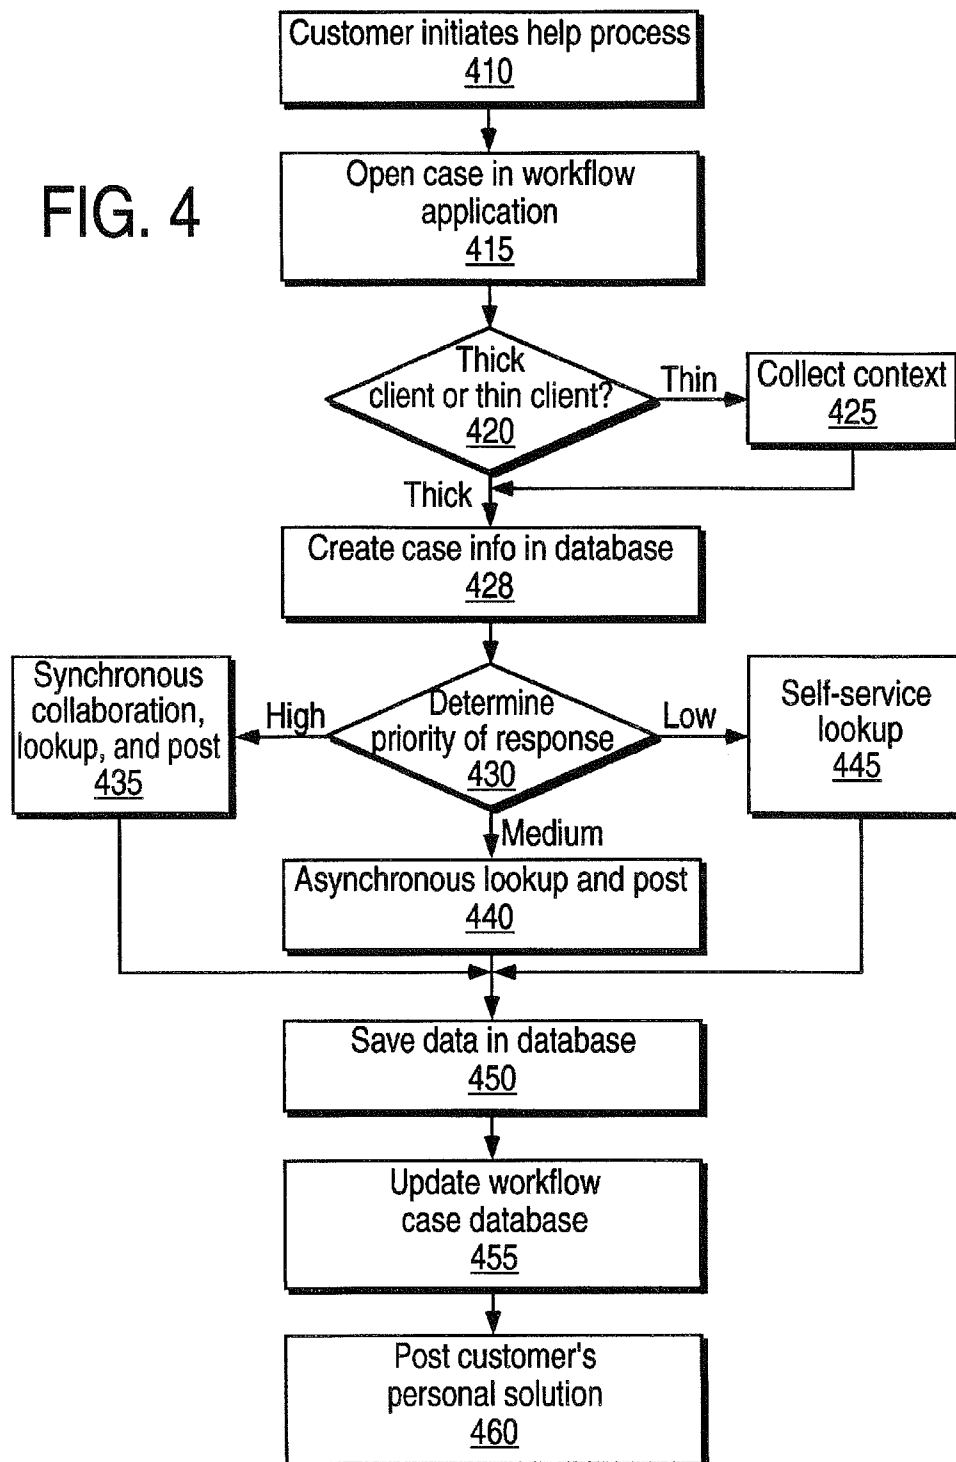 Customer initiates help process
410
FIG. 4
Open case in workflow
application
415
Thick
client or thin client?
420
Thin
Collect context
425
Thick
Create case info in database
428
Synchronous
collaboration,
lookup, and post
435
High
Determine
priority of response
430
Low
Self-service
lookup
445
Medium
Asynchronous lookup and post
440
Save data in database
450
Update workflow
case database
455
Post customer's
personal solution
460